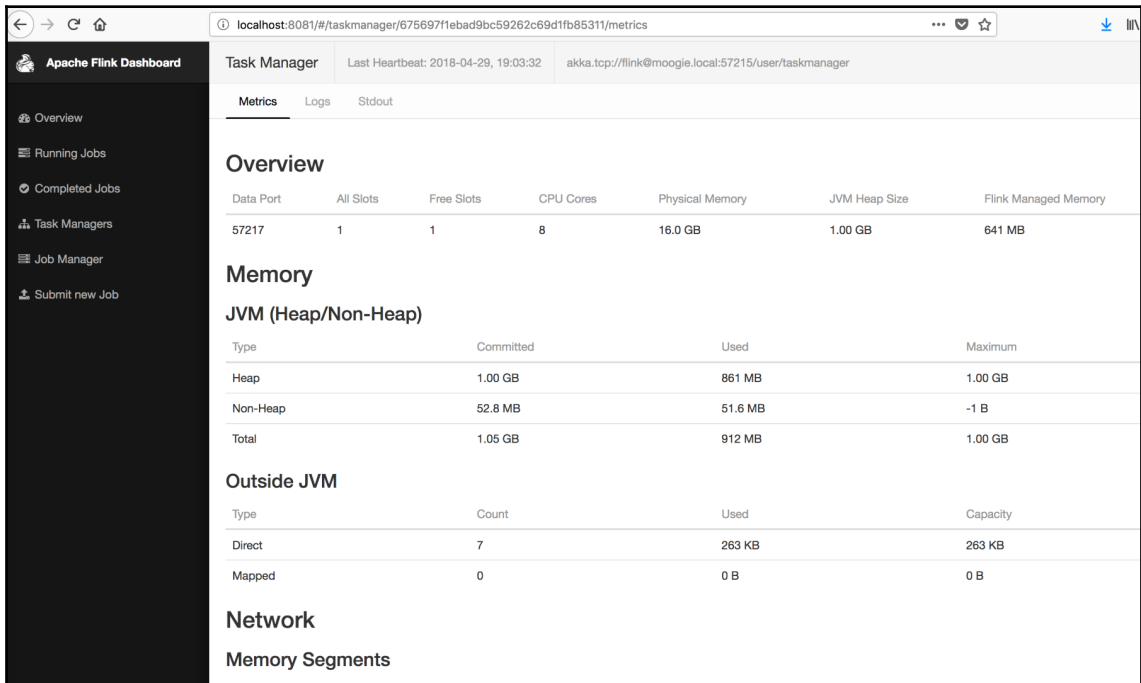 localhost:8081/#/taskmanager/675697f1ebad9bc59262c69d1fb85311/metrics
Apache Flink Dashboard
Task Manager Last Heartbeat: 2018-04-29, 19:03:32 akka.tcp://flink@moogie.local:57215/user/taskmanager
Metrics Logs Stdout
Overview
Running Jobs
Completed Jobs
Task Managers
Job Manager
Submit new Job
Overview
Data Port All Slots Free Slots CPU Cores Physical Memory JVM Heap Size Flink Managed Memory
57217 1 1 8 16.0 GB 1.00 GB 641 MB
Memory
JVM (Heap/Non-Heap)
Type Committed Used Maximum
Heap 1.00 GB 861 MB 1.00 GB
Non-Heap 52.8 MB 51.6 MB -1 B
Total 1.05 GB 912 MB 1.00 GB
Outside JVM
Type Count Used Capacity
Direct 7 263 KB 263 KB
Mapped 0 0 B 0 B
Network
Memory Segments